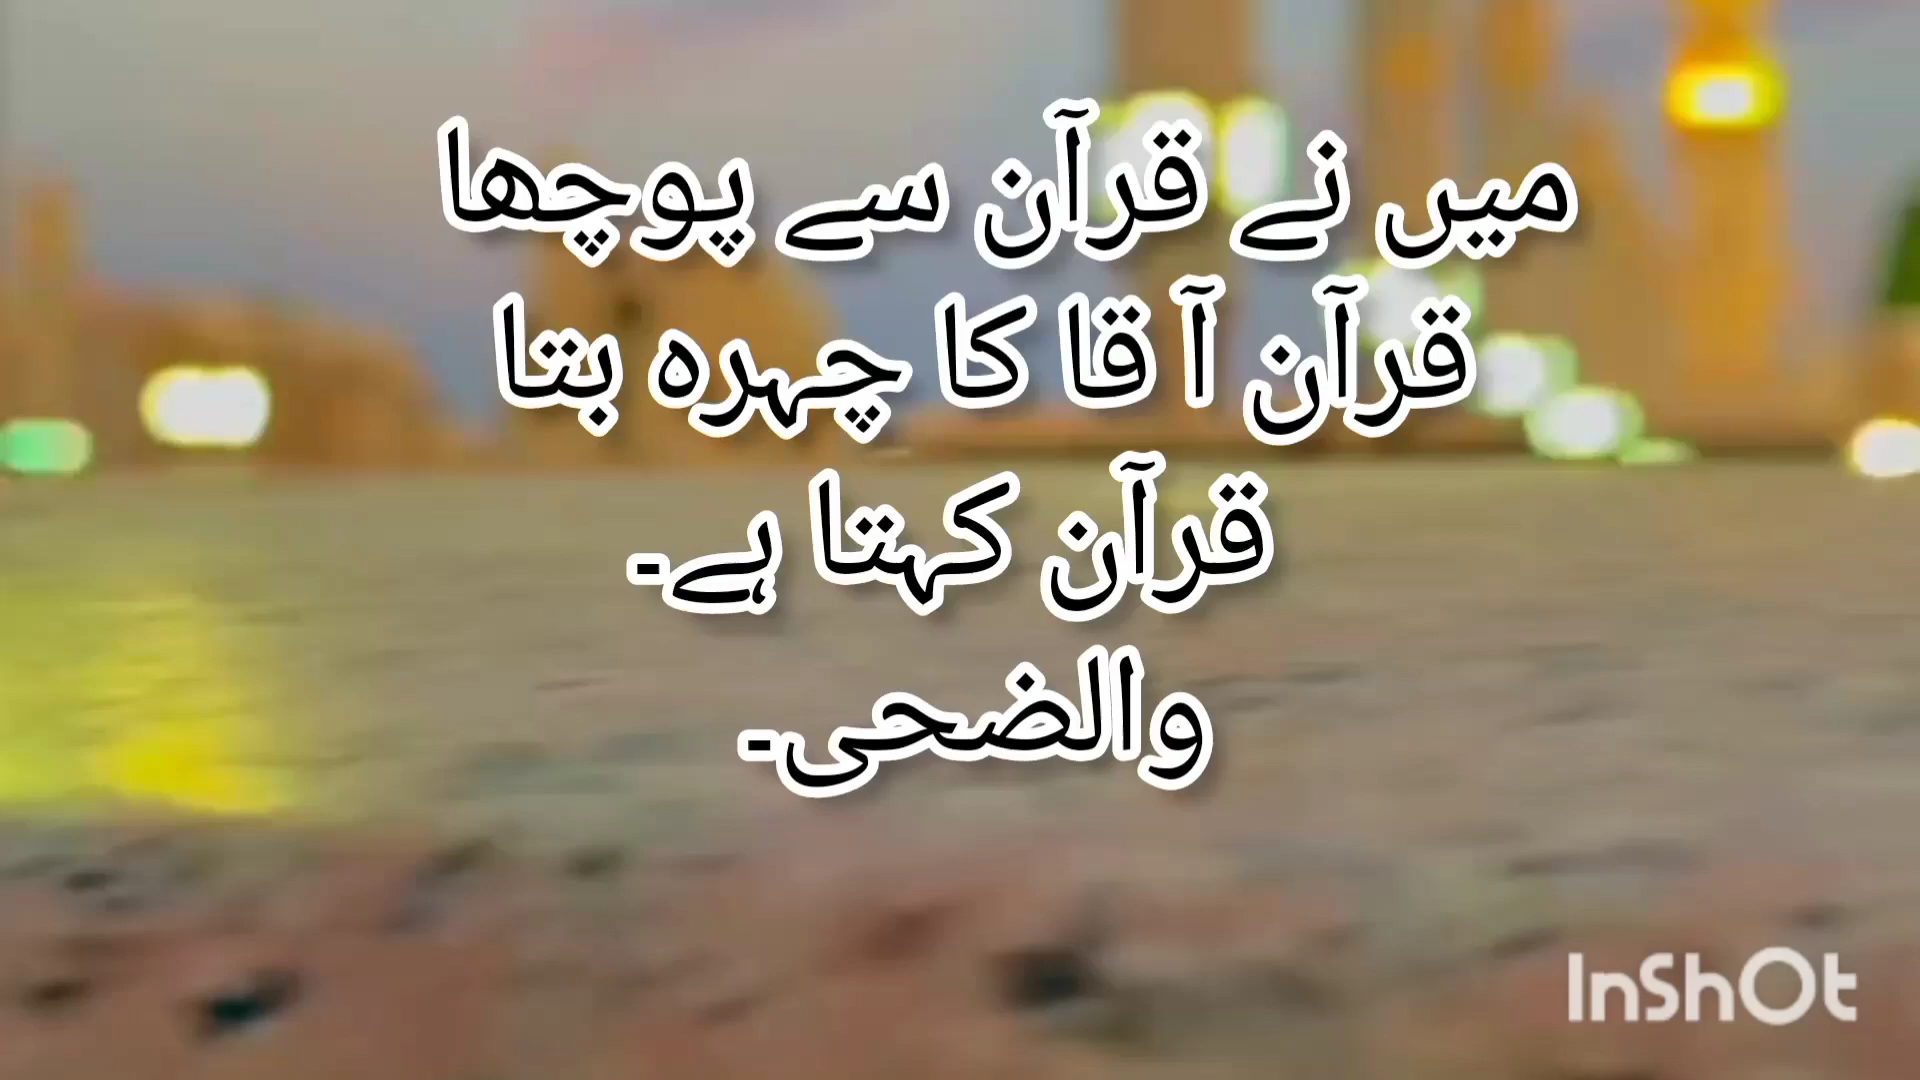 میں نے قرآن سے پوچھا
قرآن آ قا کا چہرہ بتا
قرآن کہتا ہے۔
والضحی۔
InShOt